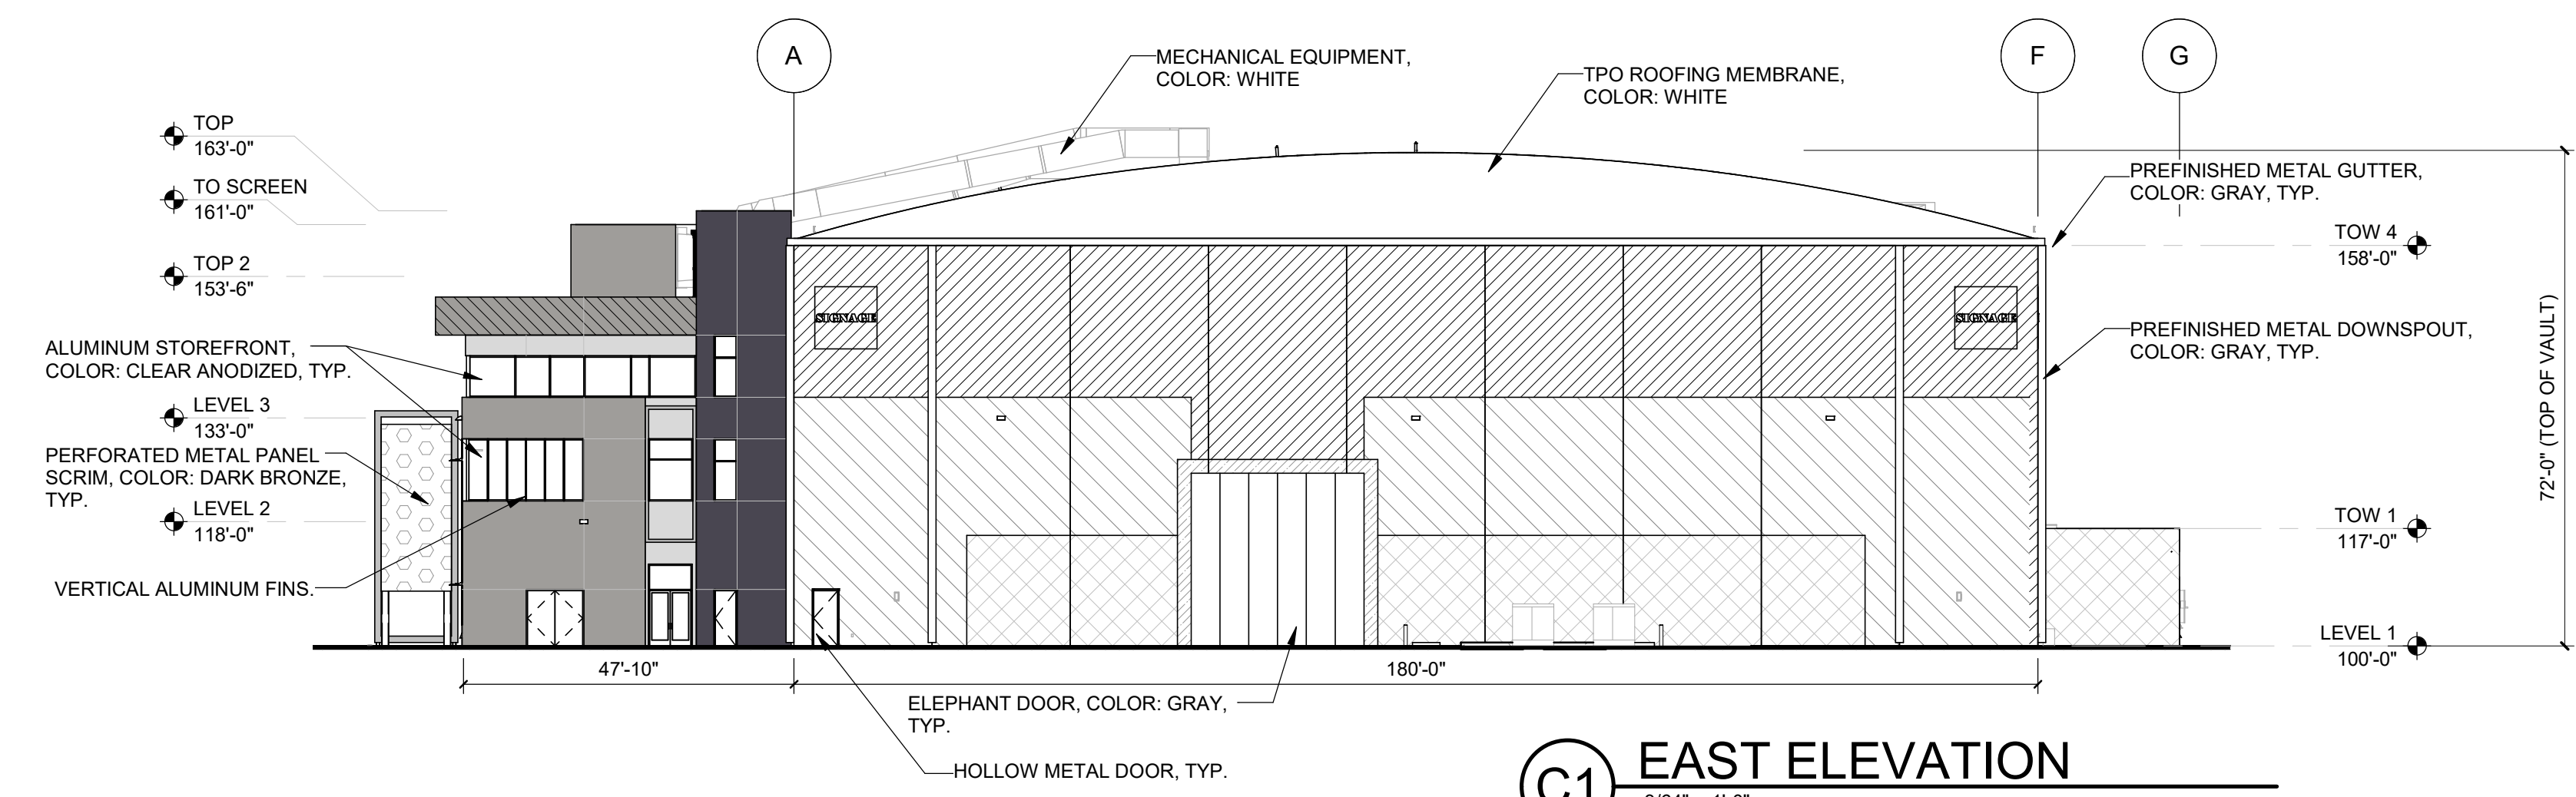 A
F
G
MECHANICAL EQUIPMENT,
COLOR: WHITE
TPO ROOFING MEMBRANE,
COLOR: WHITE
TOP
163'-0"
TO SCREEN
161'-0"
TOP 2
153'-6"
ALUMINUM STOREFRONT,
COLOR: CLEAR ANODIZED, TYP.
LEVEL 3
133'-0"
PERFORATED METAL PANEL
SCRIM, COLOR: DARK BRONZE,
TYP.
LEVEL 2
118'-0"
VERTICAL ALUMINUM FINS.
SIGNAGE
SIGNAGE
PREFINISHED METAL GUTTER,
COLOR: GRAY, TYP.
TOW 4
158'-0"
PREFINISHED METAL DOWNSPOUT,
COLOR: GRAY, TYP.
72'-0" (TOP OF VAULT)
TOW 1
117'-0"
LEVEL 1
100'-0"
47'-10"
180'-0"
ELEPHANT DOOR, COLOR: GRAY,
TYP.
HOLLOW METAL DOOR, TYP.
C1
EAST ELEVATION